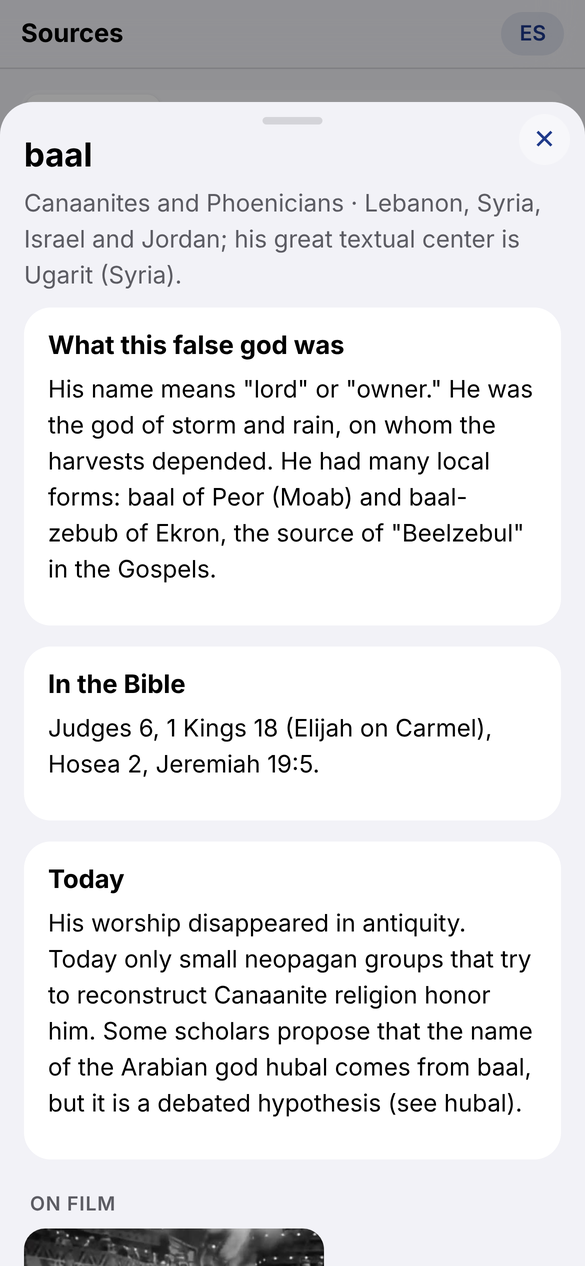 Sources
ES
baal
Canaanites and Phoenicians · Lebanon, Syria,
Israel and Jordan; his great textual center is
Ugarit (Syria).
What this false god was
His name means "lord" or "owner." He was
the god of storm and rain, on whom the
harvests depended. He had many local
forms: baal of Peor (Moab) and baal-
zebub of Ekron, the source of "Beelzebul"
in the Gospels.
In the Bible
Judges 6, 1 Kings 18 (Elijah on Carmel),
Hosea 2, Jeremiah 19:5.
Today
His worship disappeared in antiquity.
Today only small neopagan groups that try
to reconstruct Canaanite religion honor
him. Some scholars propose that the name
of the Arabian god hubal comes from baal,
but it is a debated hypothesis (see hubal).
ON FILM